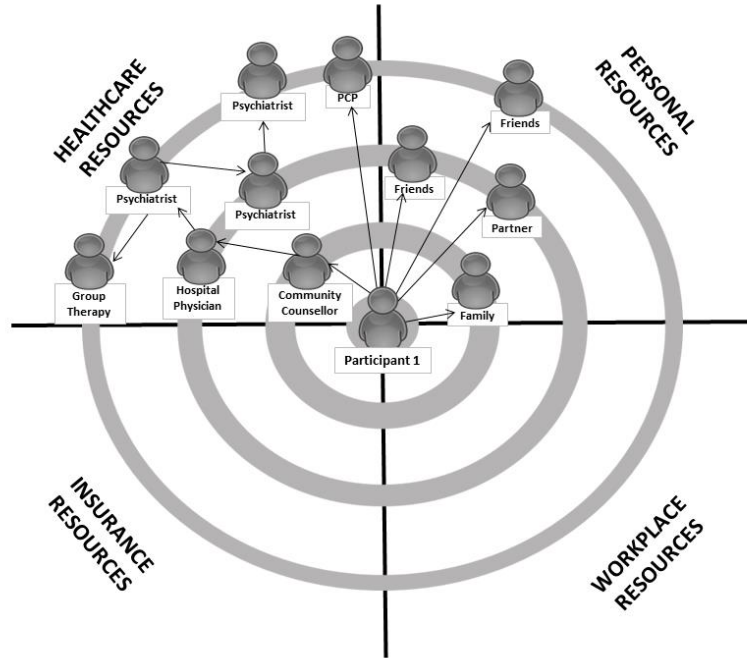 HEALTHCARE
RESOURCES
PERSONAL
RESOURCES
Psychiatrist
PCP
Friends
Psychiatrist
Psychiatrist
Friends
Partner
Group
Therapy
Hospital
Physician
Community
Counsellor
Family
Participant 1
INSURANCE
RESOURCES
WORKPLACE
RESOURCES